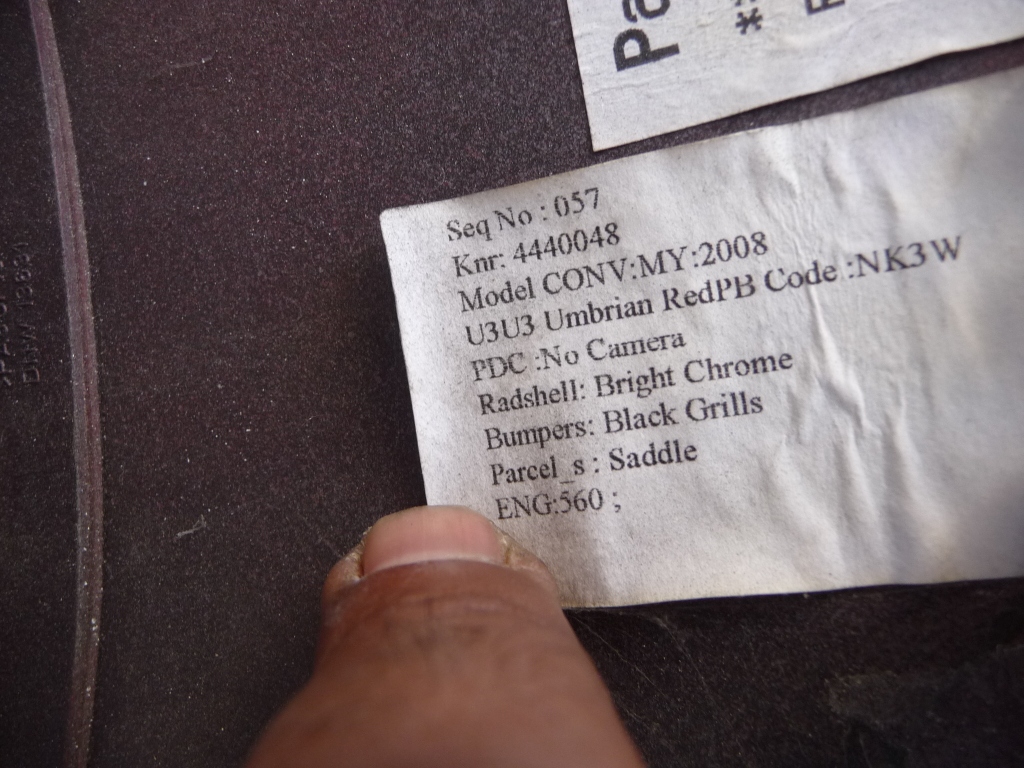 Pa
Seq No : 057
Knr: 4440048
Model CONV:MY:2008
U3U3 Umbrian RedPB Code :NK3W
PDC :No Camera
Radshell: Bright Chrome
Bumpers: Black Grills
Parcel_s : Saddle
ENG:560 ;